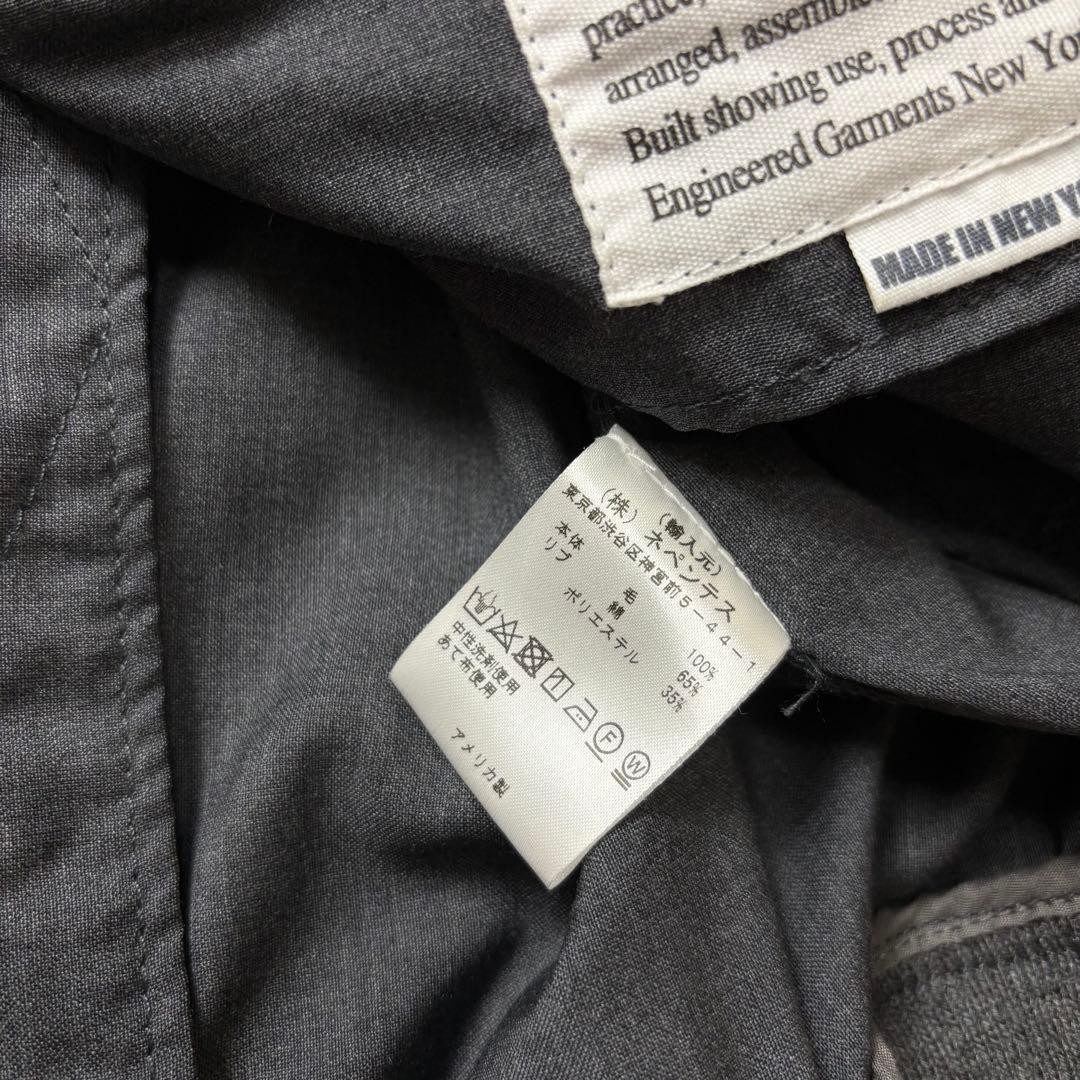 practice,
arranged, assemble
Built showing use, process and
Engineered Garments New Yor
MADE IN NEW YO
(輸入元)
(株) ネペンテス
東京都渋谷区神宮前5-44-1
本体 毛 100%
リブ 綿 65%
ポリエステル 35%
F W
中性洗剤使用
あて布使用
アメリカ製